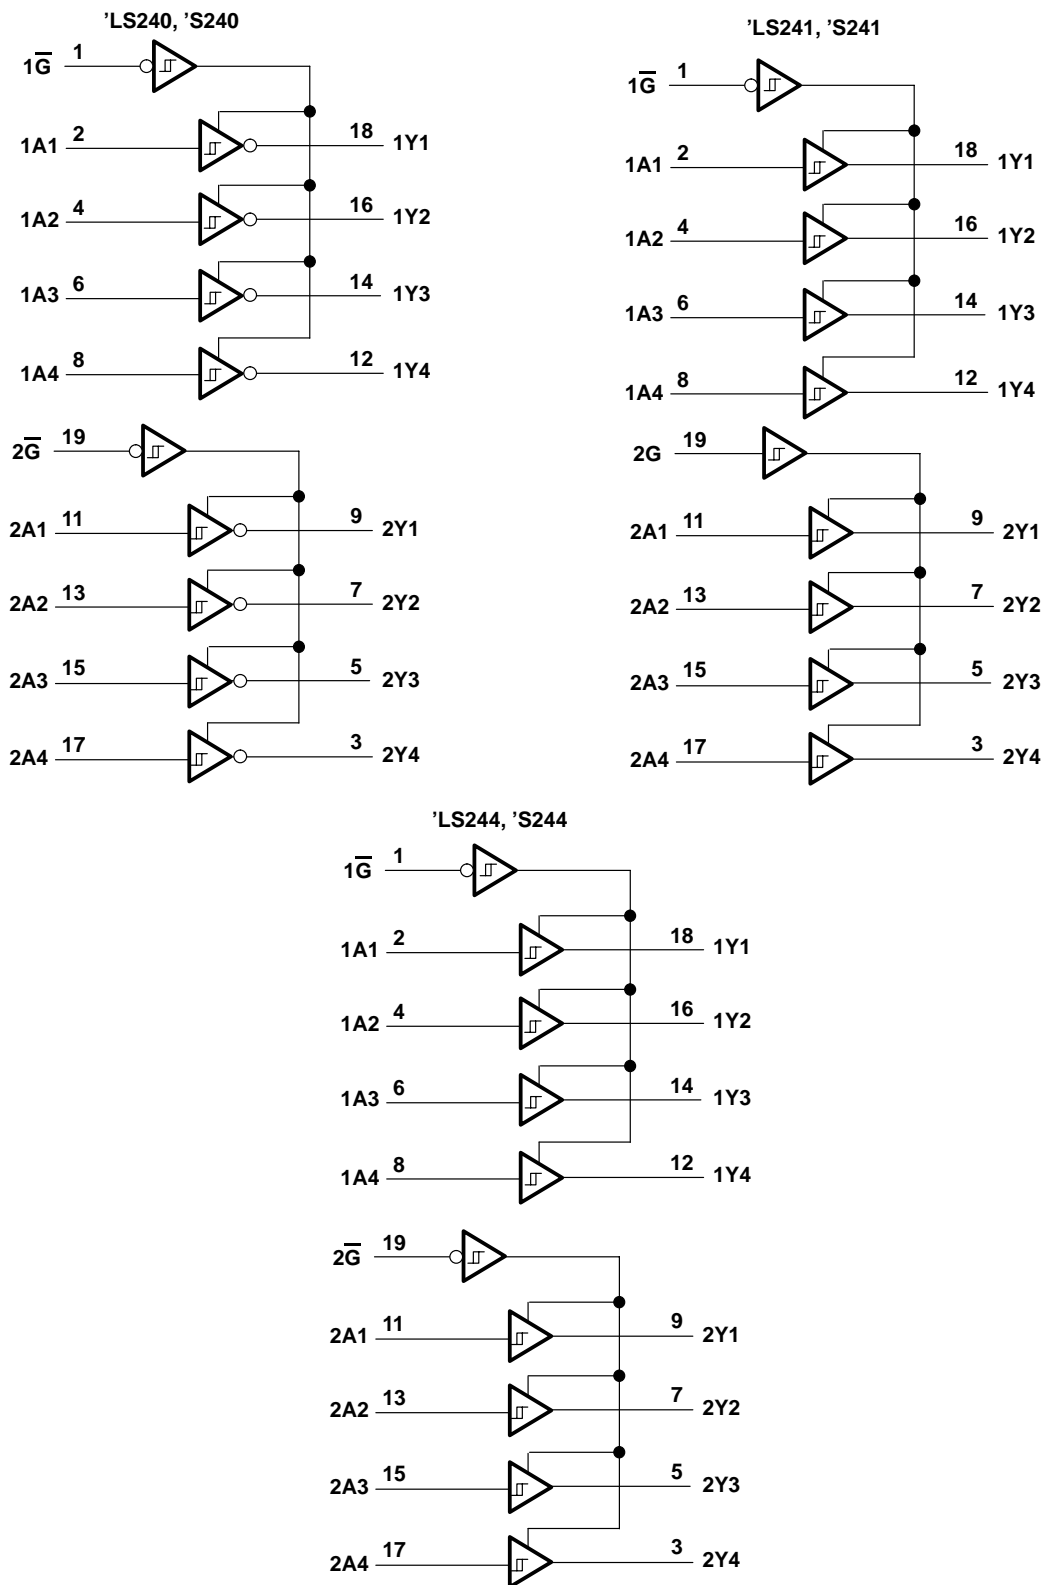 ’LS240, ’S240
1G̅ 1
1A1 2 18 1Y1
1A2 4 16 1Y2
1A3 6 14 1Y3
1A4 8 12 1Y4
2G̅ 19
2A1 11 9 2Y1
2A2 13 7 2Y2
2A3 15 5 2Y3
2A4 17 3 2Y4
’LS241, ’S241
1G̅ 1
1A1 2 18 1Y1
1A2 4 16 1Y2
1A3 6 14 1Y3
1A4 8 12 1Y4
2G 19
2A1 11 9 2Y1
2A2 13 7 2Y2
2A3 15 5 2Y3
2A4 17 3 2Y4
’LS244, ’S244
1G̅ 1
1A1 2 18 1Y1
1A2 4 16 1Y2
1A3 6 14 1Y3
1A4 8 12 1Y4
2G̅ 19
2A1 11 9 2Y1
2A2 13 7 2Y2
2A3 15 5 2Y3
2A4 17 3 2Y4